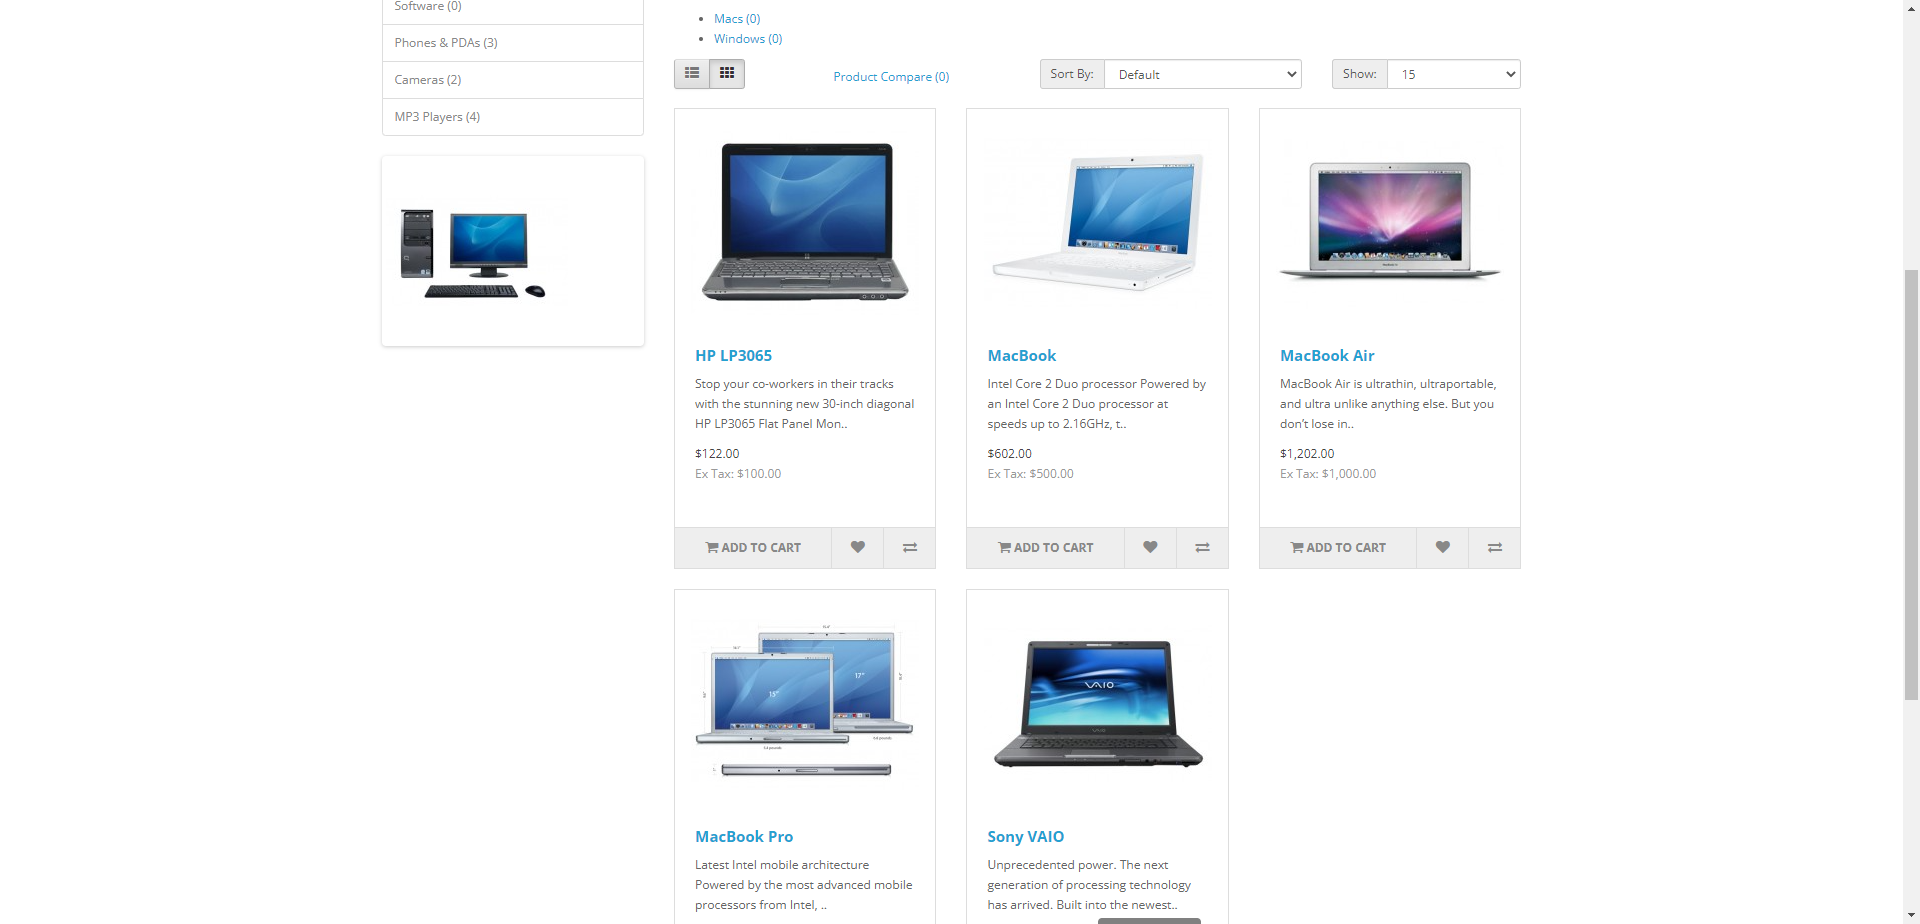 Software (0)
Phones & PDAs (3)
Cameras (2)
MP3 Players (4)
Macs (0)
Windows (0)
Product Compare (0)
Sort By:
Default
Show:
15
HP LP3065
Stop your co-workers in their tracks
with the stunning new 30-inch diagonal
HP LP3065 Flat Panel Mon..
$122.00
Ex Tax: $100.00
ADD TO CART
MacBook
Intel Core 2 Duo processor Powered by
an Intel Core 2 Duo processor at
speeds up to 2.16GHz, t..
$602.00
Ex Tax: $500.00
ADD TO CART
MacBook Air
MacBook Air is ultrathin, ultraportable,
and ultra unlike anything else. But you
don’t lose in..
$1,202.00
Ex Tax: $1,000.00
ADD TO CART
15"
17"
MacBook Pro
Latest Intel mobile architecture
Powered by the most advanced mobile
processors from Intel, ..
VAIO
Sony VAIO
Unprecedented power. The next
generation of processing technology
has arrived. Built into the newest..